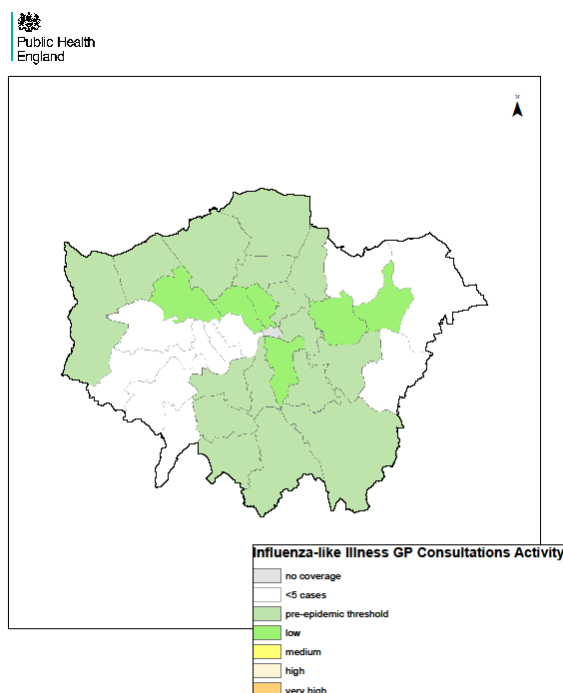 Public Health
England
Influenza-like Illness GP Consultations Activity
no coverage
<5 cases
pre-epidemic threshold
low
medium
high
very high